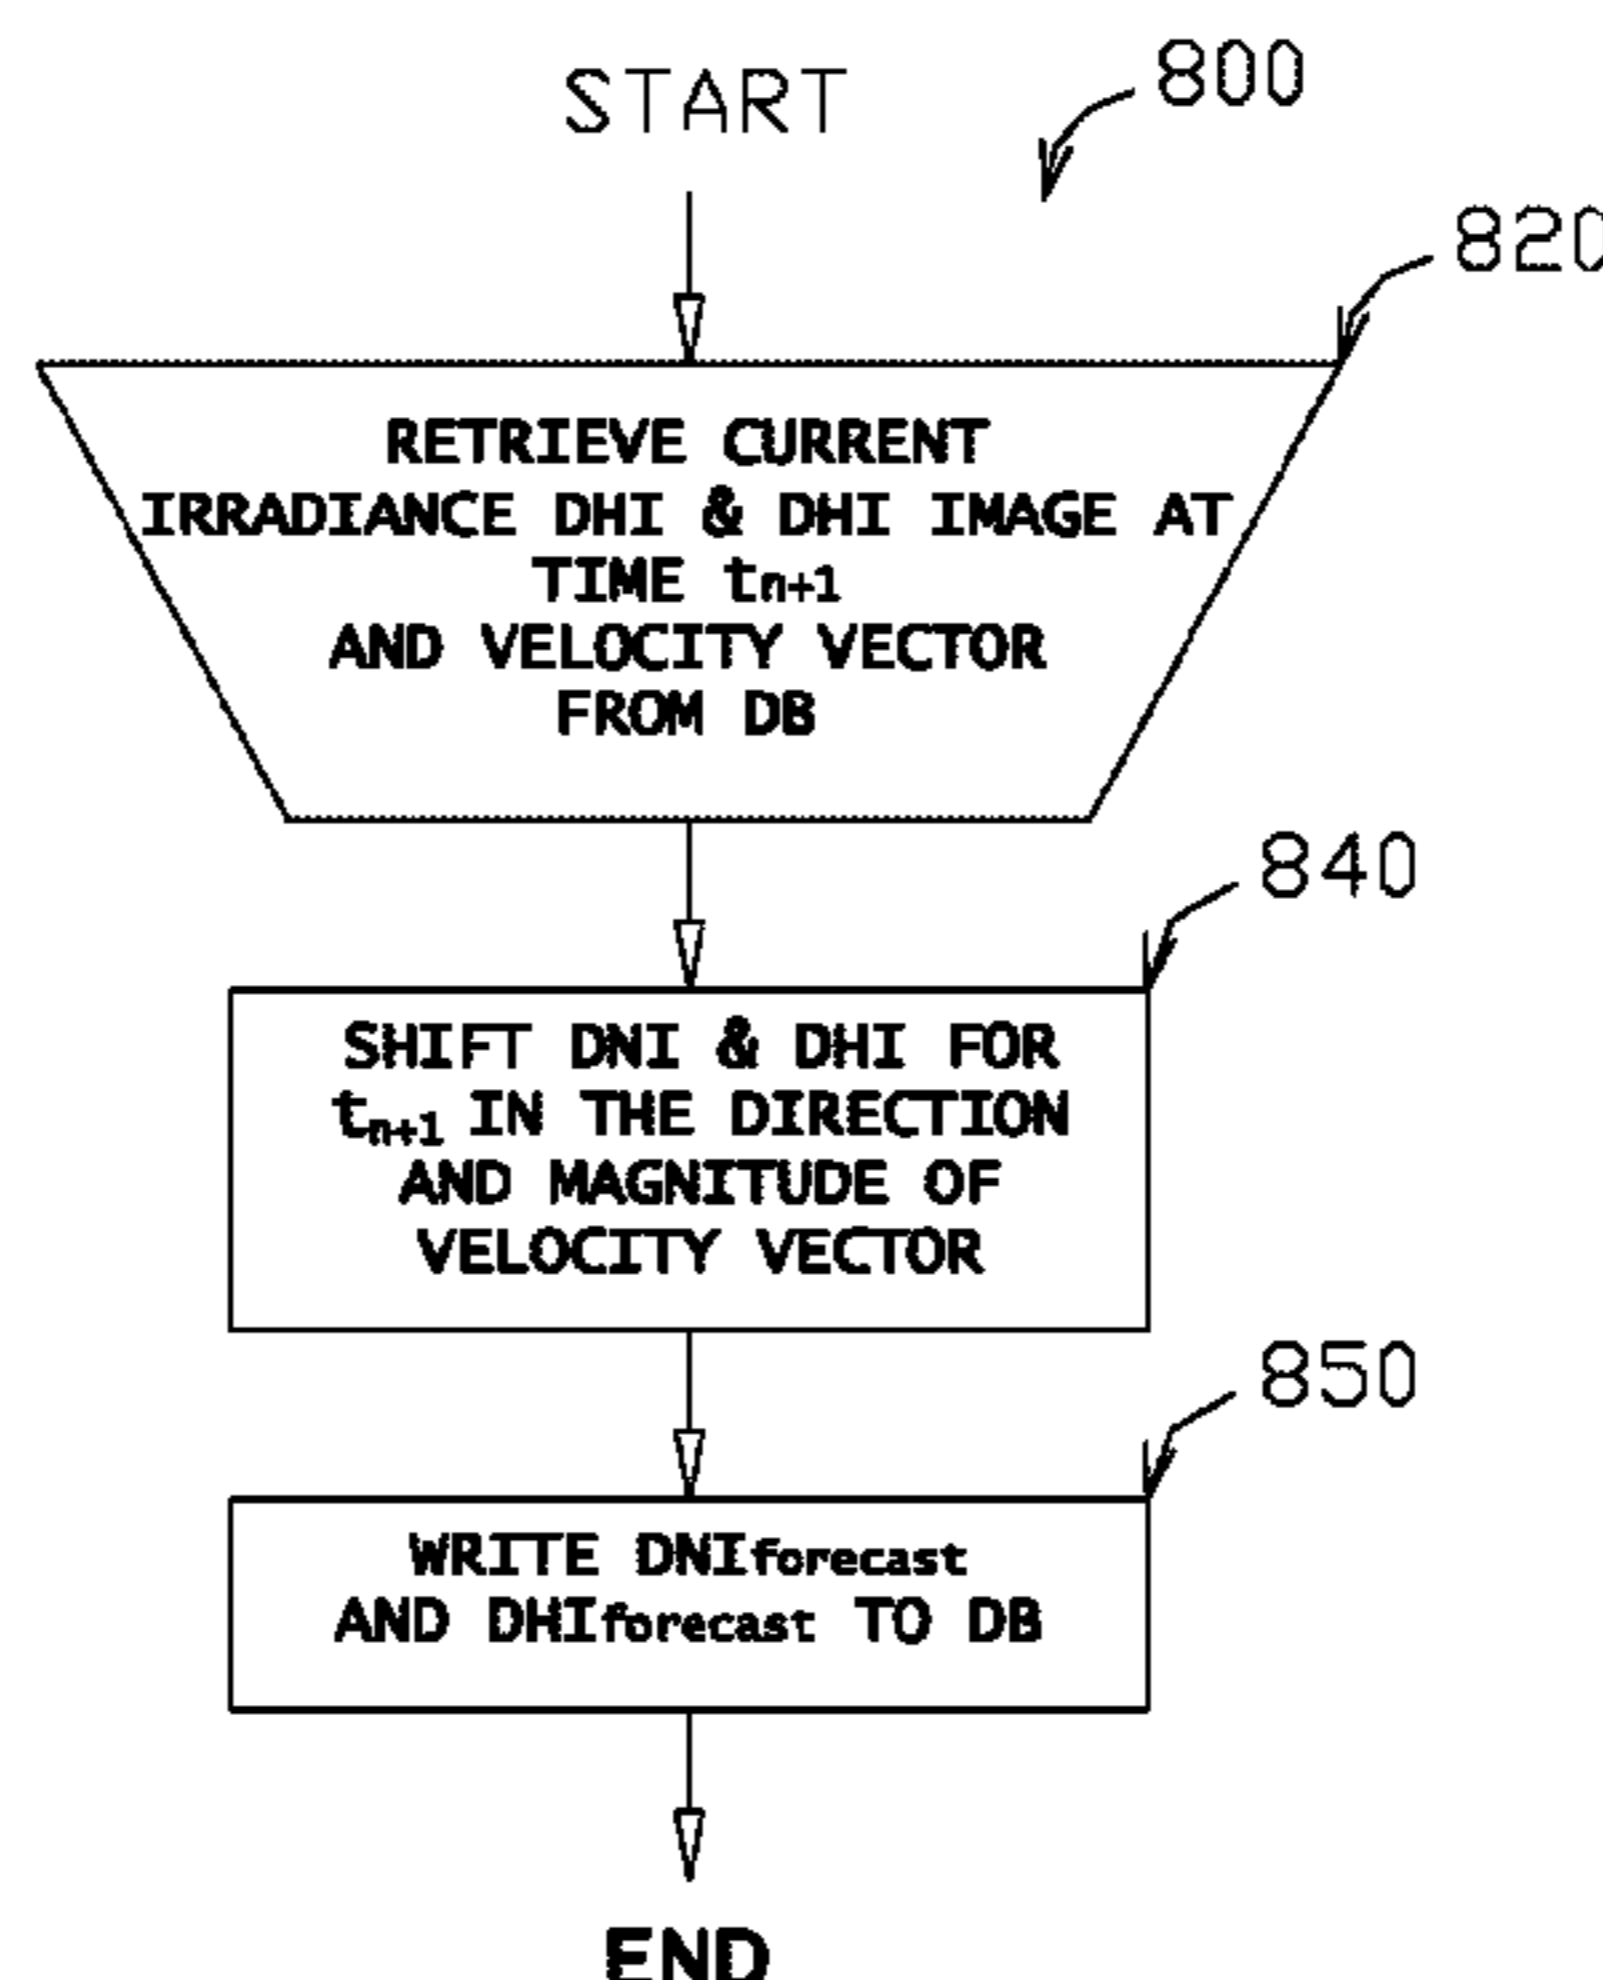 START
800
820
RETRIEVE CURRENT
IRRADIANCE DHI & DHI IMAGE AT
TIME tn+1
AND VELOCITY VECTOR
FROM DB
840
SHIFT DNI & DHI FOR
tn+1 IN THE DIRECTION
AND MAGNITUDE OF
VELOCITY VECTOR
850
WRITE DNIforecast
AND DHIforecast TO DB
END